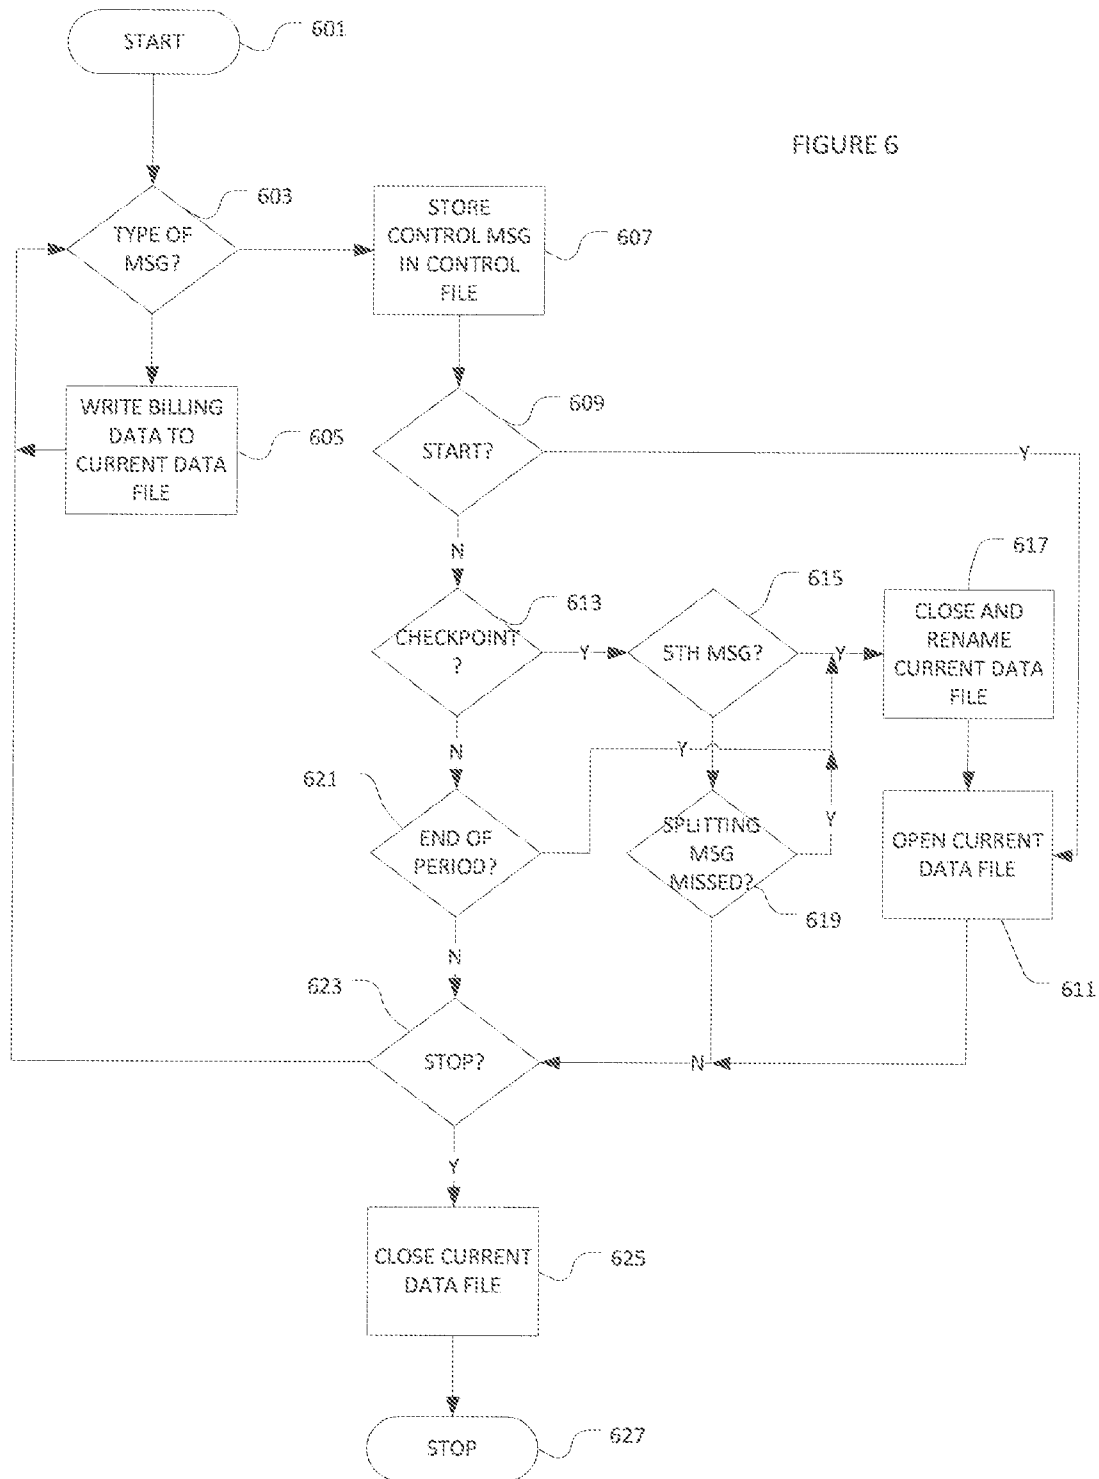 START
601
FIGURE 6
603
TYPE OF
MSG?
STORE
CONTROL MSG
IN CONTROL
FILE
607
WRITE BILLING
DATA TO
CURRENT DATA
FILE
605
START?
609
Y
N
CHECKPOINT
?
613
Y
5TH MSG?
615
Y
CLOSE AND
RENAME
CURRENT DATA
FILE
617
N
Y
621
END OF
PERIOD?
SPLITTING
MSG
MISSED?
619
Y
OPEN CURRENT
DATA FILE
611
N
623
STOP?
N
Y
CLOSE CURRENT
DATA FILE
625
STOP
627